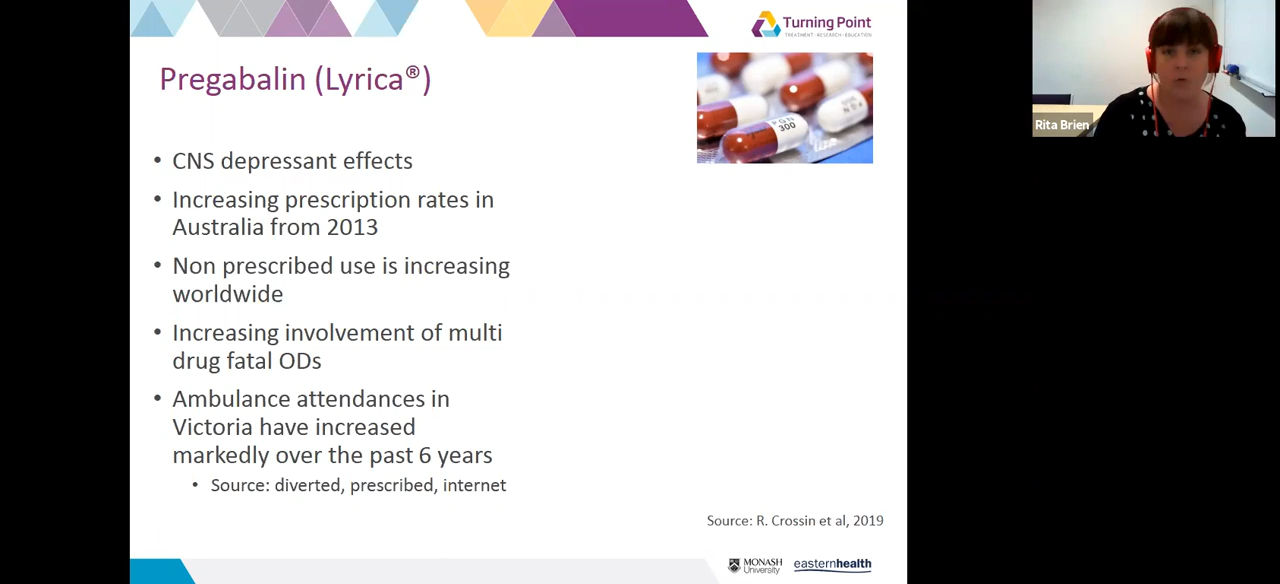 Turning Point
TREATMENT • RESEARCH • EDUCATION
Pregabalin (Lyrica®)
PGN
300
Rita Brien
• CNS depressant effects
• Increasing prescription rates in
Australia from 2013
• Non prescribed use is increasing
worldwide
• Increasing involvement of multi
drug fatal ODs
• Ambulance attendances in
Victoria have increased
markedly over the past 6 years
• Source: diverted, prescribed, internet
Source: R. Crossin et al, 2019
MONASH
University
easternhealth